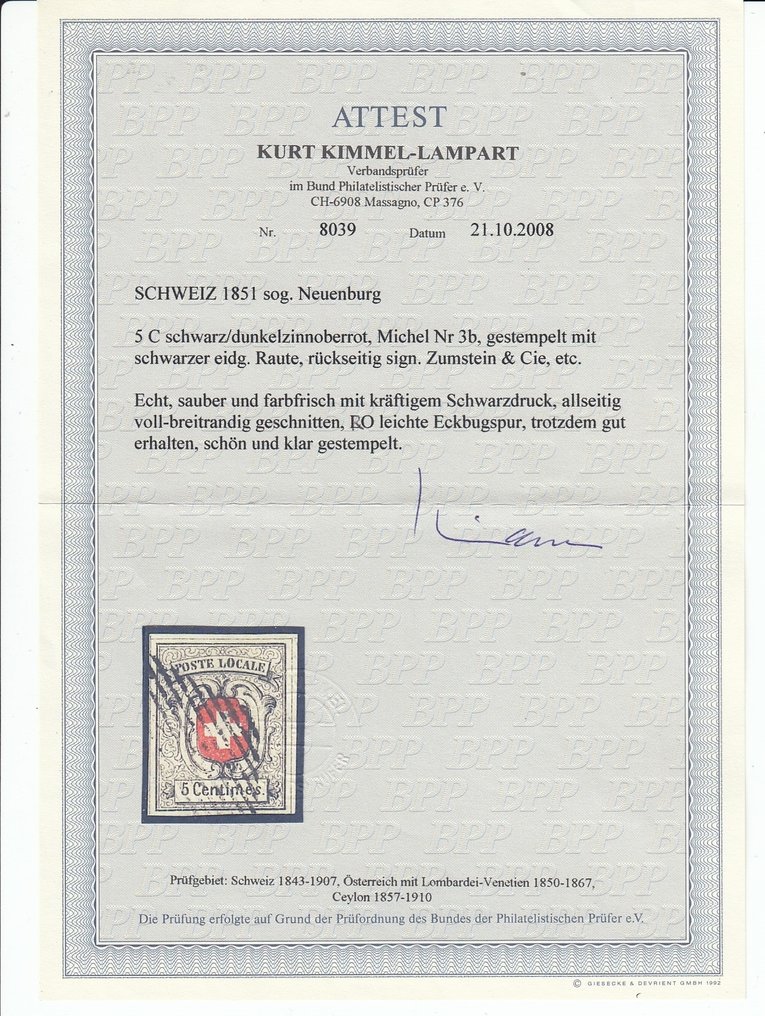 ATTEST
KURT KIMMEL-LAMPART
Verbandsprüfer
im Bund Philatelistischer Prüfer e. V.
CH-6908 Massagno, CP 376
Nr. 8039 Datum 21.10.2008
SCHWEIZ 1851 sog. Neuenburg
5 C schwarz/dunkelzinnoberrot, Michel Nr 3b, gestempelt mit
schwarzer eidg. Raute, rückseitig sign. Zumstein & Cie, etc.
Echt, sauber und farbfrisch mit kräftigem Schwarzdruck, allseitig
voll-breitrandig geschnitten, RO leichte Eckbugspur, trotzdem gut
erhalten, schön und klar gestempelt.
POSTE LOCALE
5 Centimes.
Prüfgebiet: Schweiz 1843-1907, Österreich mit Lombardei-Venetien 1850-1867,
Ceylon 1857-1910
Die Prüfung erfolgte auf Grund der Prüfordnung des Bundes der Philatelistischen Prüfer e.V.
© GIESECKE & DEVRIENT GMBH 1992